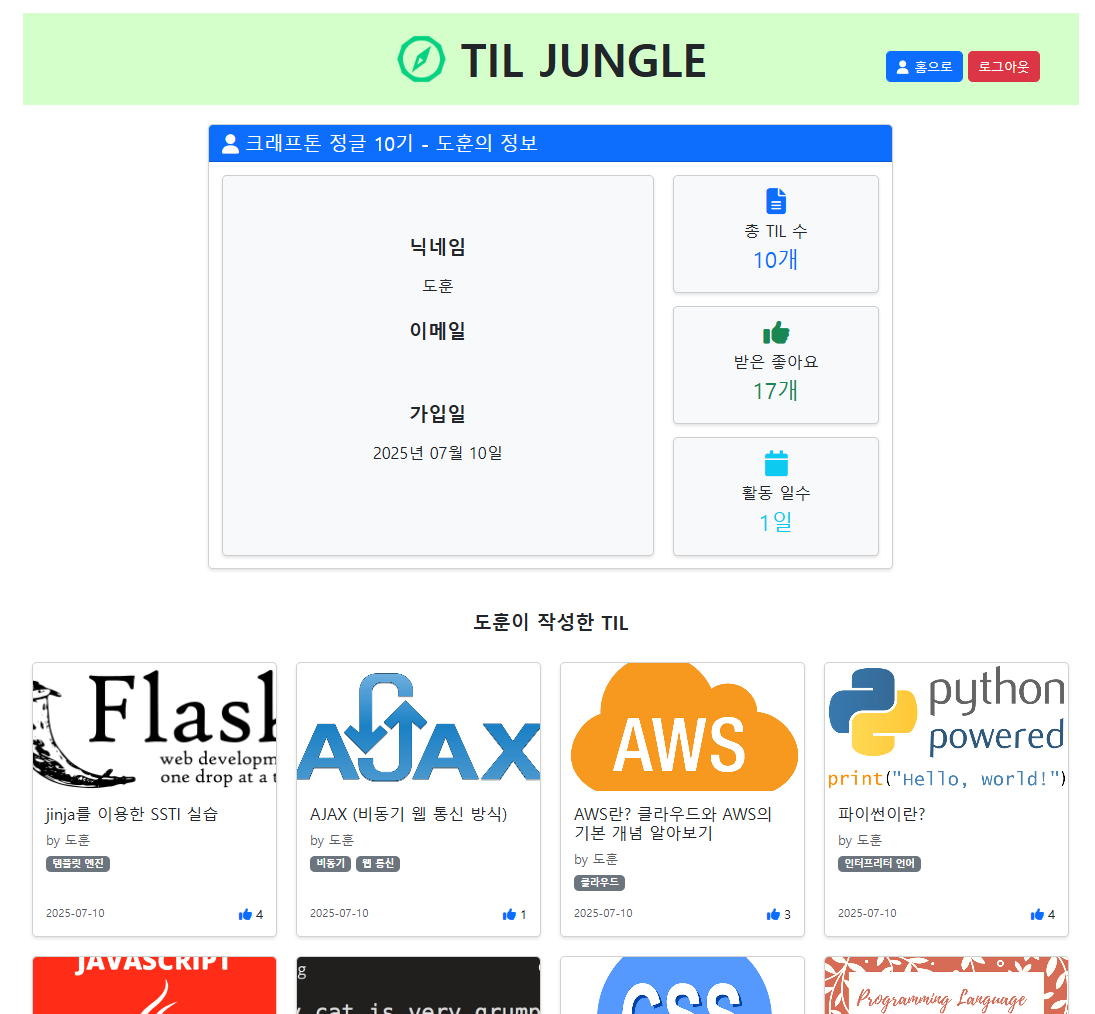 TIL JUNGLE
홈으로
로그아웃
크래프톤 정글 10기 - 도훈의 정보
닉네임
도훈
이메일
가입일
2025년 07월 10일
총 TIL 수
10개
받은 좋아요
17개
활동 일수
1일
도훈이 작성한 TIL
Flask
web developm
one drop at a t
jinja를 이용한 SSTI 실습
by 도훈
템플릿 엔진
2025-07-10
4
AJAX
AJAX (비동기 웹 통신 방식)
by 도훈
비동기 웹 통신
2025-07-10
1
AWS
AWS란? 클라우드와 AWS의
기본 개념 알아보기
by 도훈
클라우드
2025-07-10
3
python
powered
print("Hello, world!")
파이썬이란?
by 도훈
인터프리터 언어
2025-07-10
4
JAVASCRIPT
g
cat is very grump
CSS
Programming Language